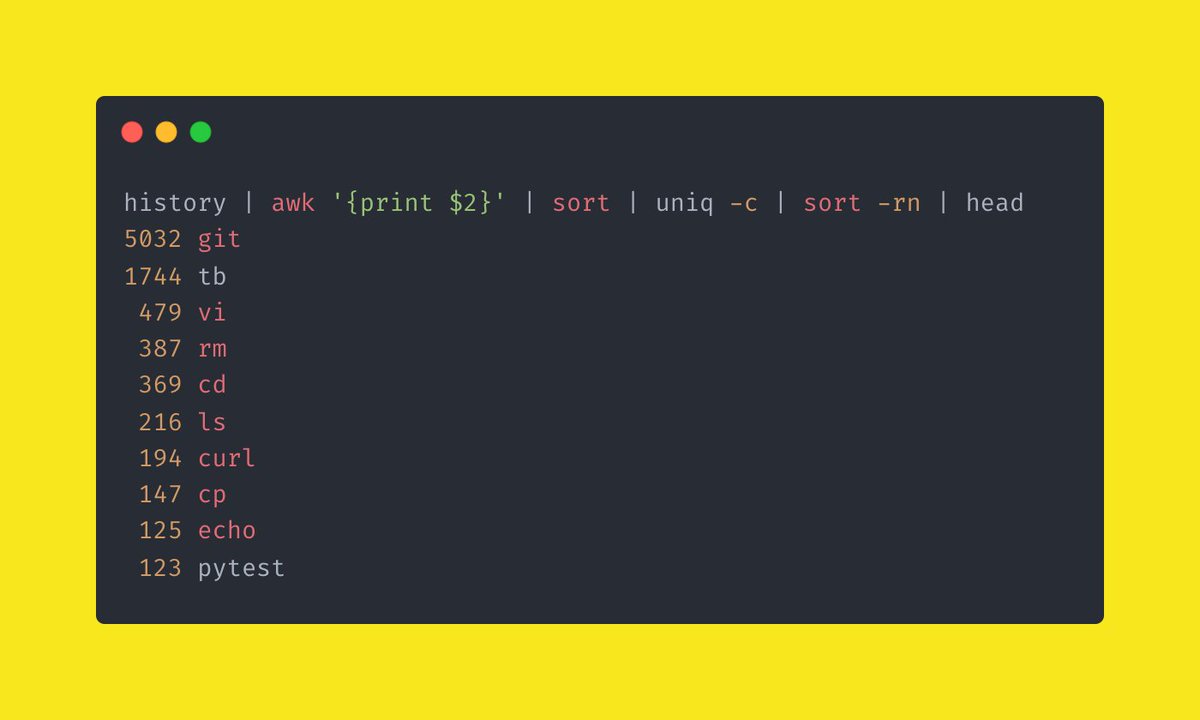 history | awk '{print $2}' | sort | uniq -c | sort -rn | head
5032 git
1744 tb
479 vi
387 rm
369 cd
216 ls
194 curl
147 cp
125 echo
123 pytest